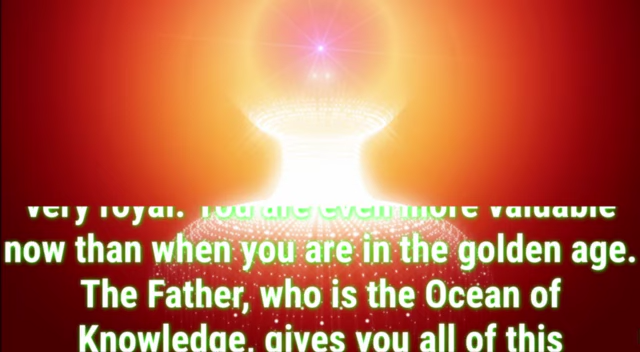 very royal. You are even more valuable
now than when you are in the golden age.
The Father, who is the Ocean of
Knowledge, gives you all of this